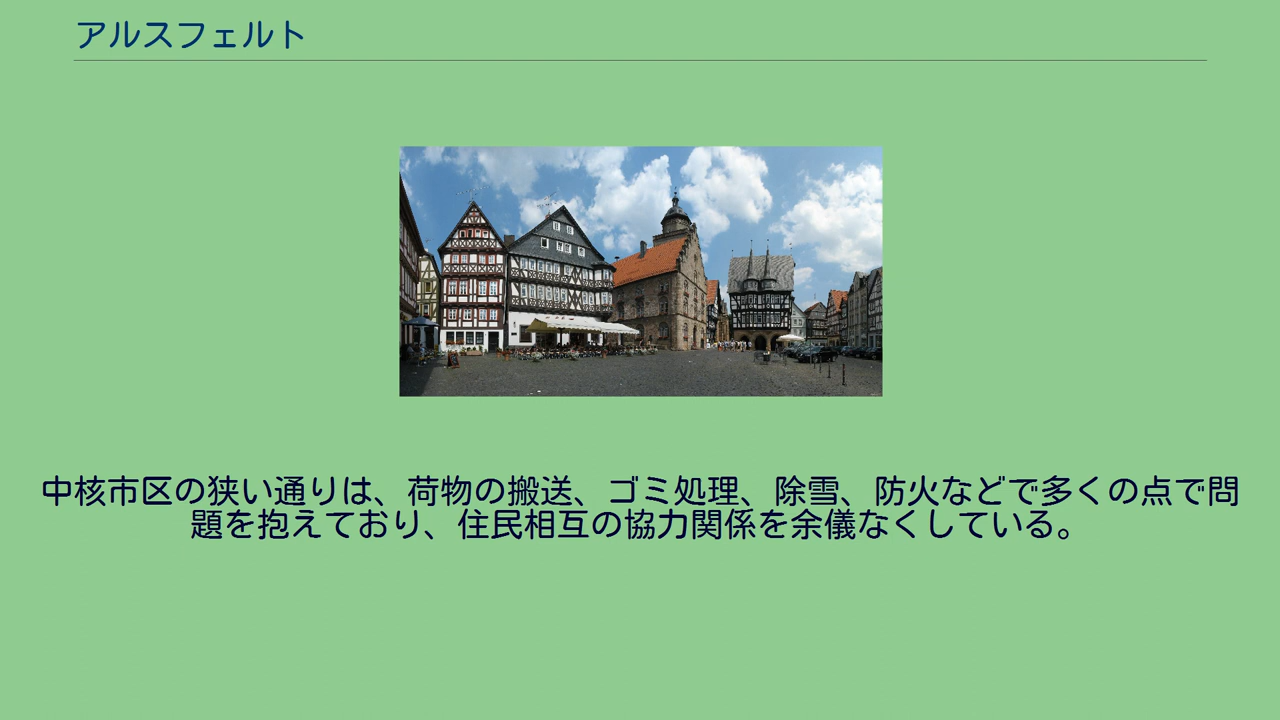 アルスフェルト
中核市区の狭い通りは、荷物の搬送、ゴミ処理、除雪、防火などで多くの点で問
題を抱えており、住民相互の協力関係を余儀なくしている。